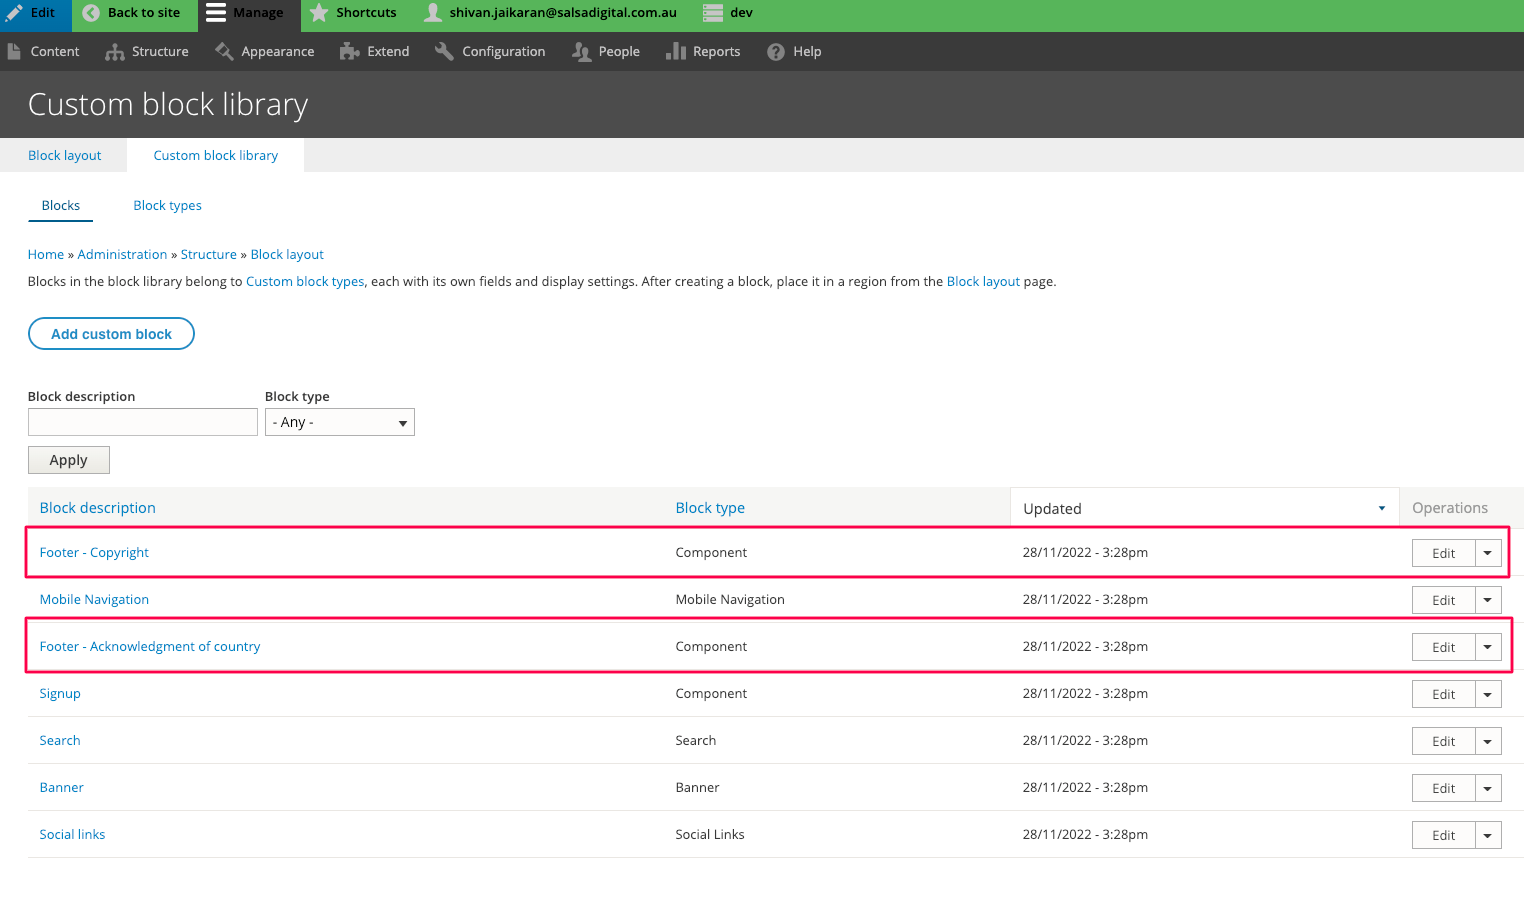 Edit Back to site Manage Shortcuts shivan.jaikaran@salsadigital.com.au dev
Content Structure Appearance Extend Configuration People Reports Help
Custom block library
Block layout Custom block library
Blocks Block types
Home » Administration » Structure » Block layout
Blocks in the block library belong to Custom block types, each with its own fields and display settings. After creating a block, place it in a region from the Block layout page.
Add custom block
Block description Block type
- Any -
Apply
Block description Block type Updated Operations
Footer - Copyright Component 28/11/2022 - 3:28pm Edit
Mobile Navigation Mobile Navigation 28/11/2022 - 3:28pm Edit
Footer - Acknowledgment of country Component 28/11/2022 - 3:28pm Edit
Signup Component 28/11/2022 - 3:28pm Edit
Search Search 28/11/2022 - 3:28pm Edit
Banner Banner 28/11/2022 - 3:28pm Edit
Social links Social Links 28/11/2022 - 3:28pm Edit